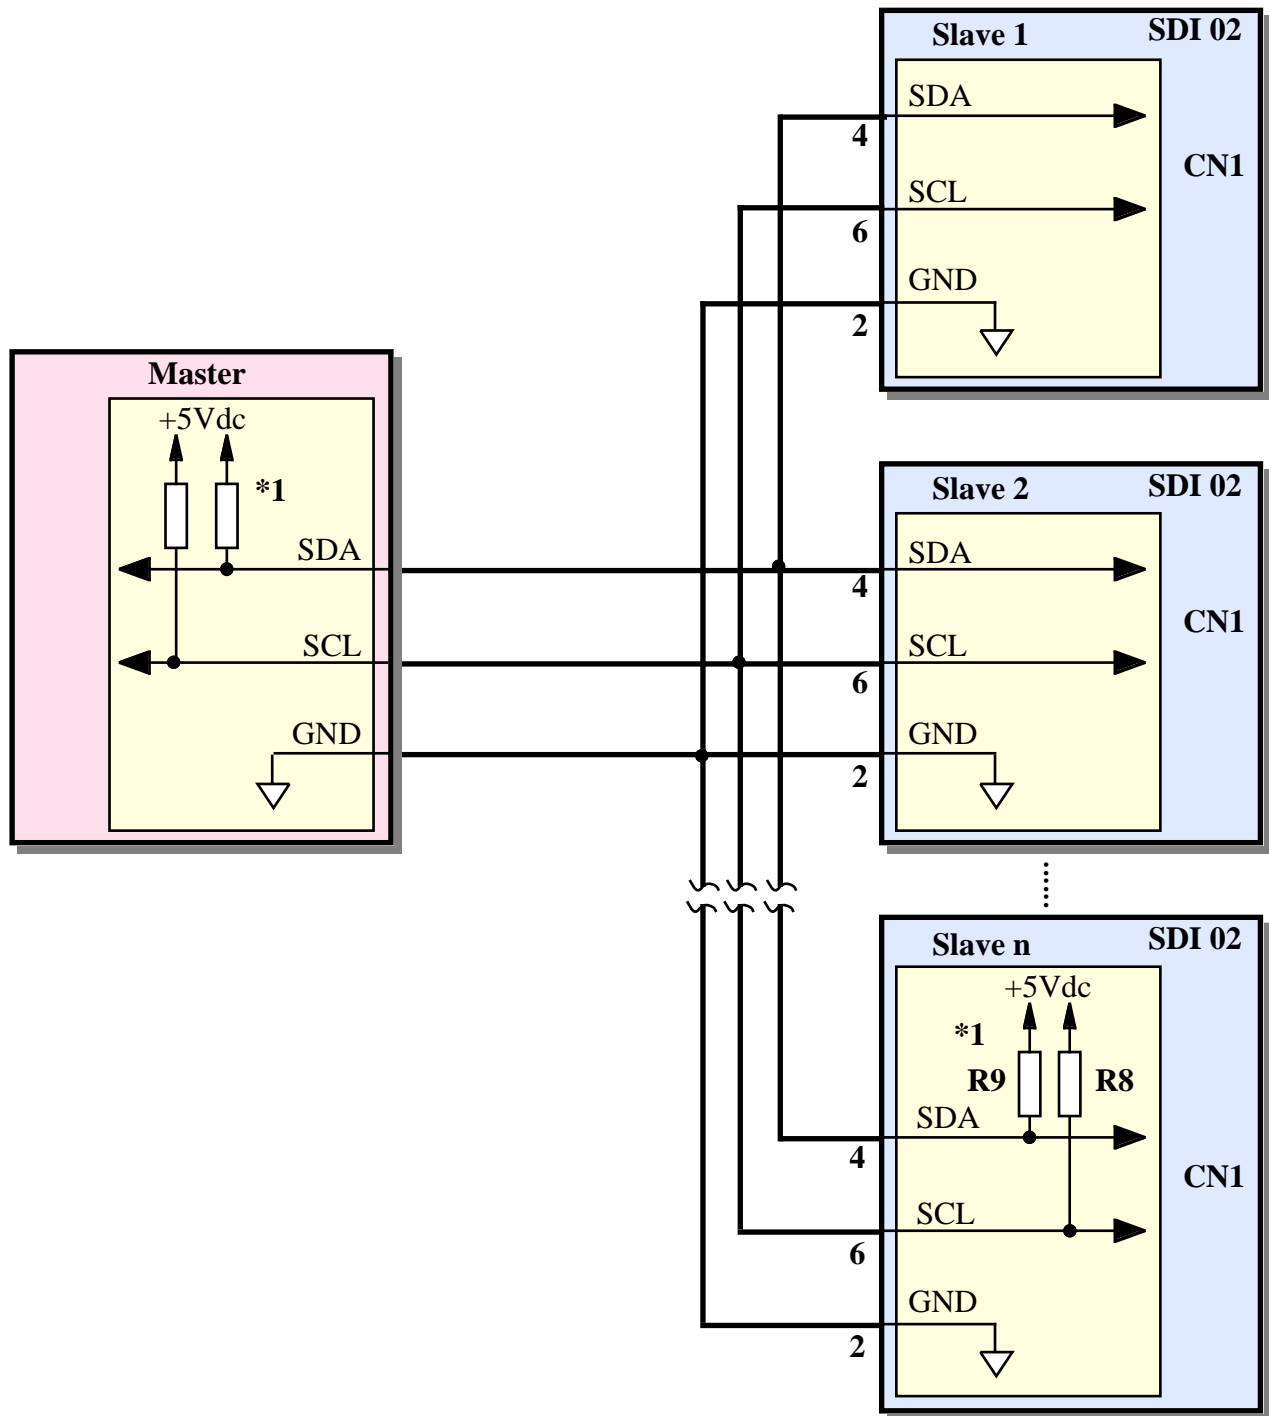 Slave 1
SDI 02
SDA
4
CN1
SCL
6
GND
2
Master
+5Vdc
*1
SDA
SCL
GND
Slave 2
SDI 02
SDA
4
CN1
SCL
6
GND
2
Slave n
SDI 02
+5Vdc
*1
R9
R8
SDA
4
CN1
SCL
6
GND
2